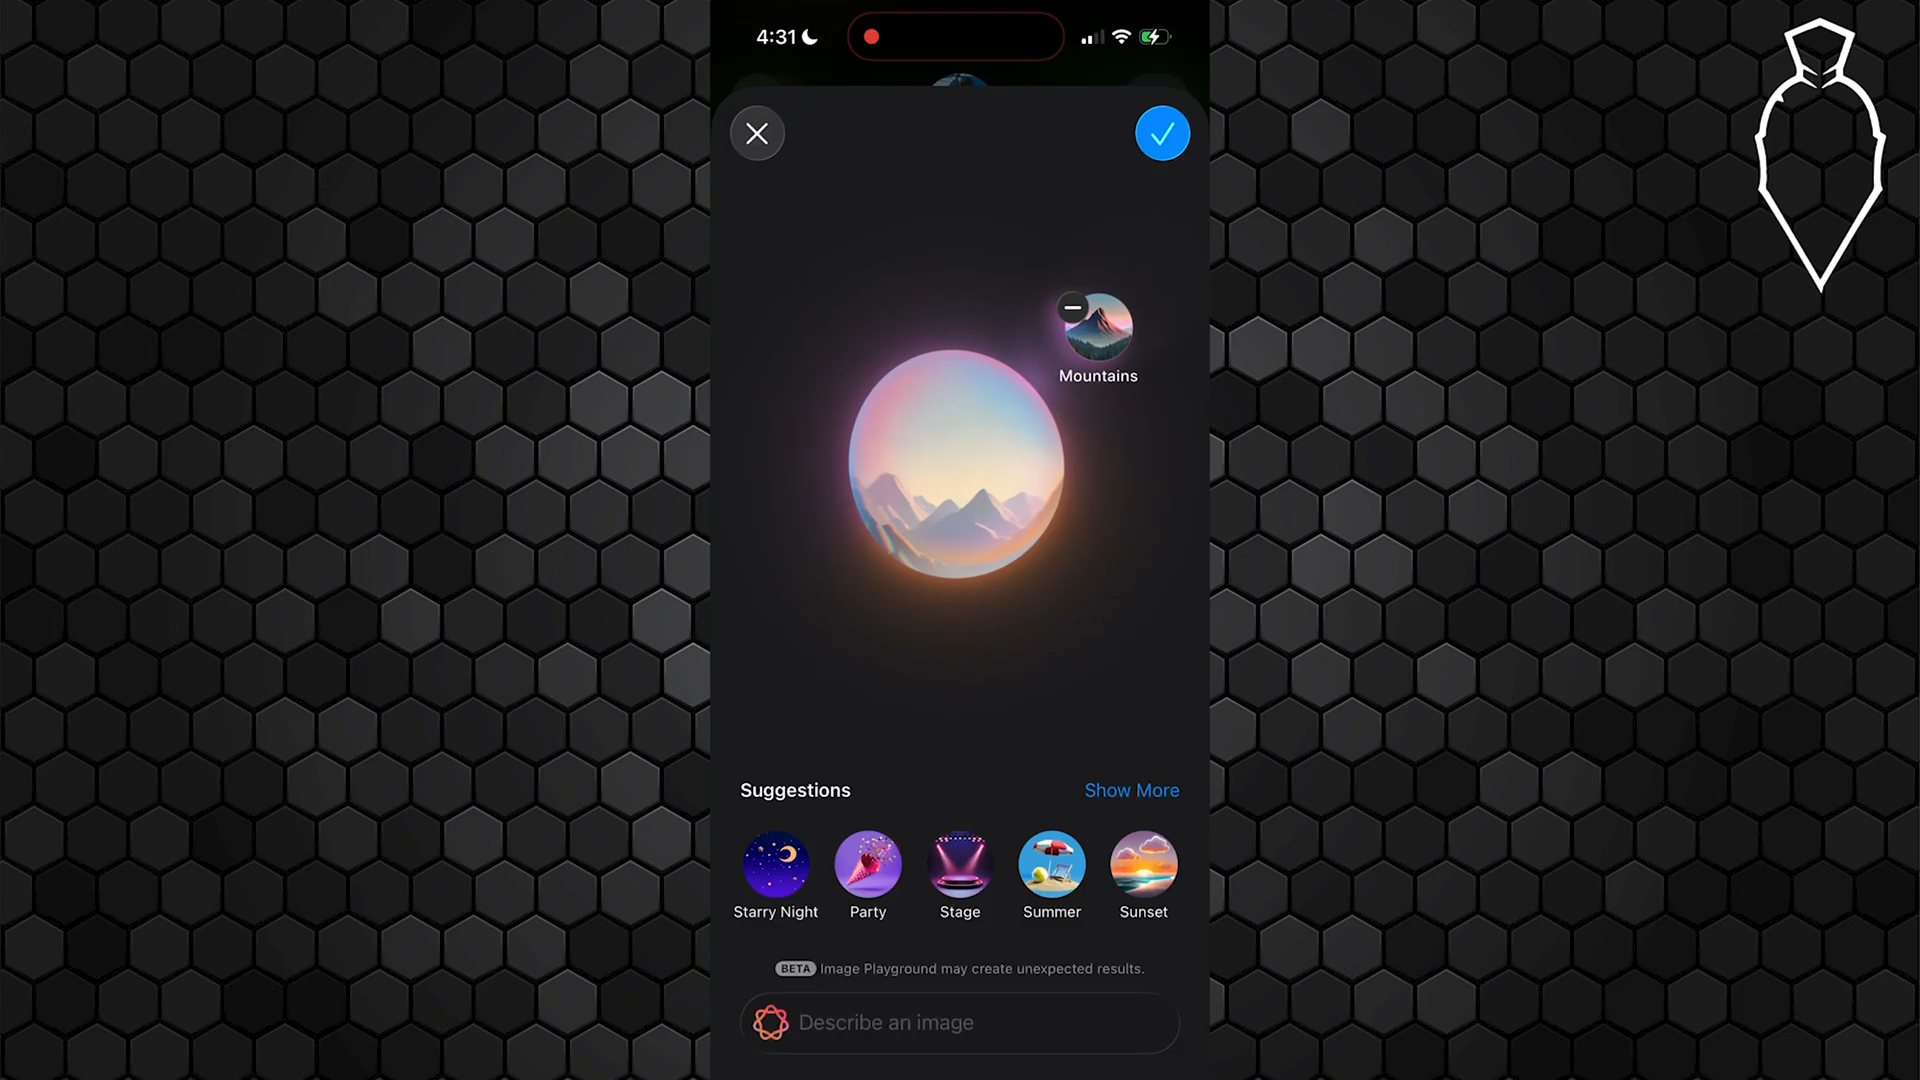 4:31
Mountains
Suggestions
Show More
Starry Night
Party
Stage
Summer
Sunset
BETA Image Playground may create unexpected results.
Describe an image